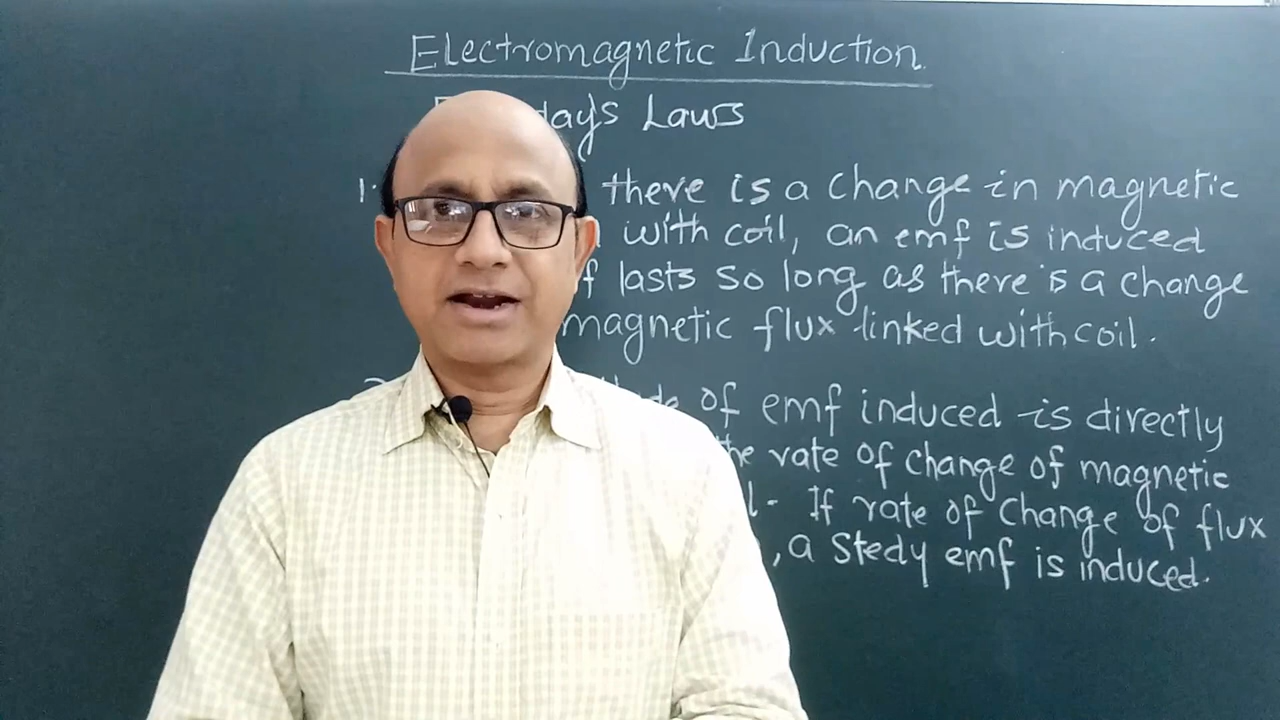 Electromagnetic Induction.
day's Laws
1. there is a change in magnetic
with coil, an emf is induced
lasts so long as there is a change
magnetic flux linked with coil.
of emf induced is directly
the rate of change of magnetic
If rate of change of flux
, a stedy emf is induced.